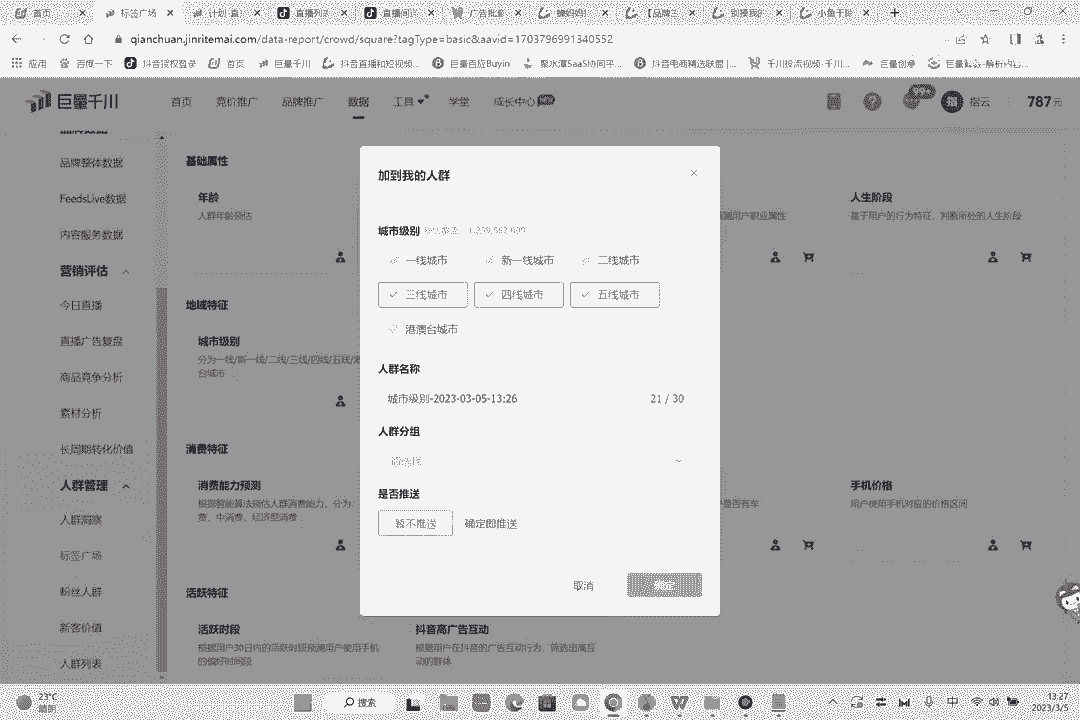 首页
标签广场
计划-直
直播列表
直播间
广告批
【品牌
qianchuan.jinritemai.com/data-report/crowd/square?tagType=basic&aavid=1703796991340552
应用
百度一下
抖音授权登录
首页
巨量千川
抖音直播和短视频...
巨量百应Buyin
聚水潭SaaS协同平...
抖音电商精选联盟 |...
千川投流视频-千川...
巨量创意
巨量千川
首页
竞价推广
品牌推广
数据
工具
学堂
成长中心
99+
指
指云
787元
品牌整体数据
FeedsLive数据
内容服务数据
营销评估
今日直播
直播广告复盘
商品竞争分析
素材分析
长周期转化价值
人群管理
人群洞察
标签广场
粉丝人群
新客价值
人群列表
基础属性
年龄
人群年龄预估
测用户职业属性
人生阶段
基于用户的行为特征，判断所处的人生阶段
地域特征
城市级别
分为一线/新一线/二线/三线/四线/五线/港
台城市
消费特征
消费能力预测
根据智能算法预估人群消费能力，分为：
费、中消费、经济型消费
是否有车
手机价格
用户使用手机对应的价格区间
活跃特征
活跃时段
根据用户30日内的活跃时段预测用户使用手机
的偏好时间段
抖音高广告互动
根据用户在抖音的广告互动行为，筛选出高互
动的群体
加到我的人群
城市级别
一线城市
新一线城市
二线城市
三线城市
四线城市
五线城市
港澳台城市
人群名称
城市级别-2023-03-05-13:26
21 / 30
人群分组
请选择
是否推送
暂不推送
确定即推送
取消
确定
23°C
晴朗
搜索
中
13:27
2023/3/5